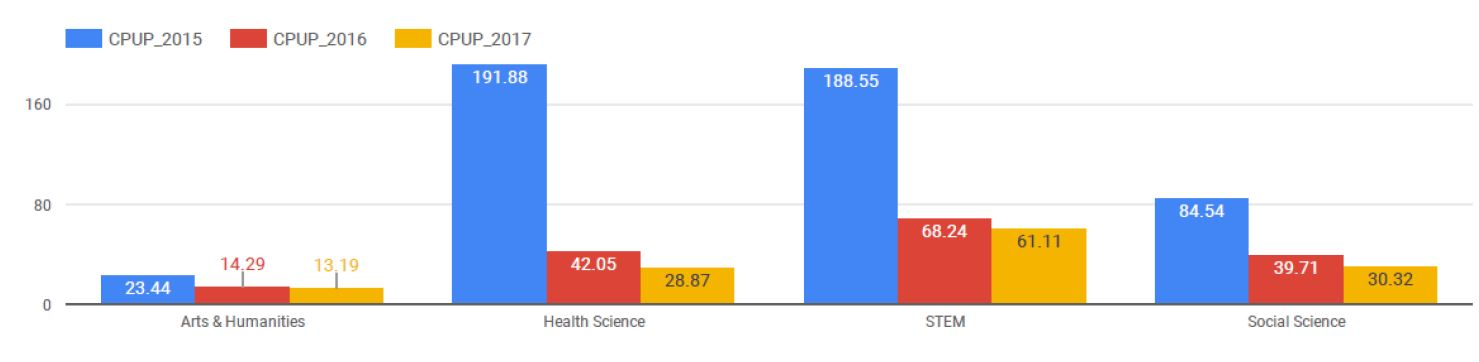 CPUP_2015 CPUP_2016 CPUP_2017
191.88 188.55
160
80 84.54
68.24 61.11
14.29 13.19 42.05 39.71
23.44 28.87 30.32
0
Arts & Humanities Health Science STEM Social Science